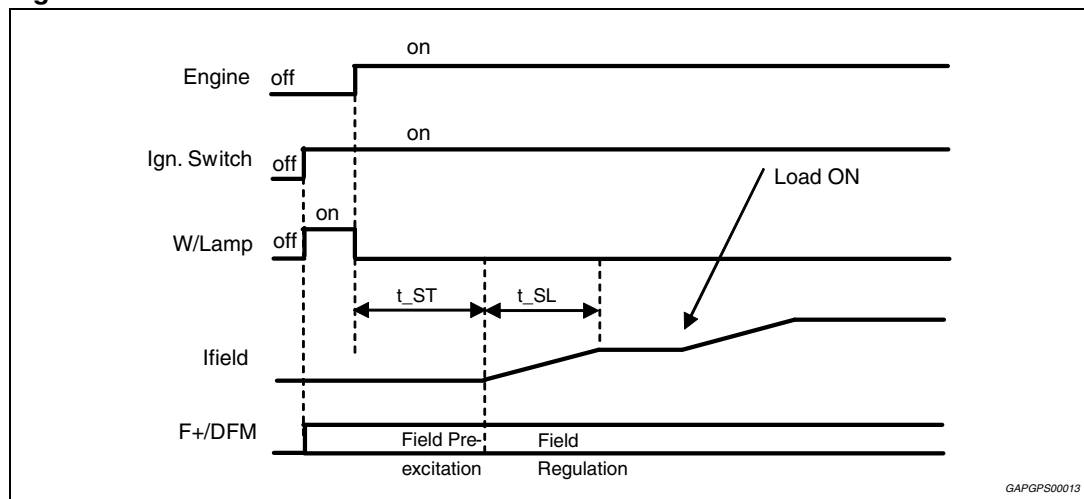 on
Engine off
on
Ign. Switch off
on
W/Lamp off
Load ON
t_ST t_SL
Ifield
F+/DFM
Field Pre- Field
excitation Regulation
GAPGPS00013